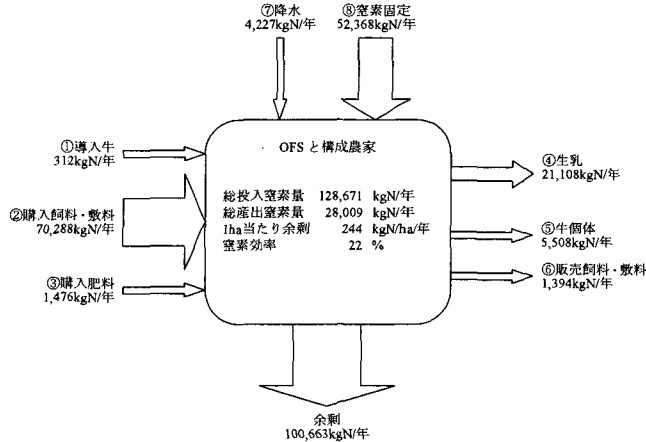 ⑦降水
4,227kgN/年
⑧窒素固定
52,368kgN/年
①導入牛
312kgN/年
②購入飼料・敷料
70,288kgN/年
③購入肥料
1,476kgN/年
OFSと構成農家
総投入窒素量 128,671 kgN/年
総産出窒素量 28,009 kgN/年
1ha当たり余剰 244 kgN/ha/年
窒素効率 22 %
④生乳
21,108kgN/年
⑤牛個体
5,508kgN/年
⑥販売飼料・敷料
1,394kgN/年
余剰
100,663kgN/年